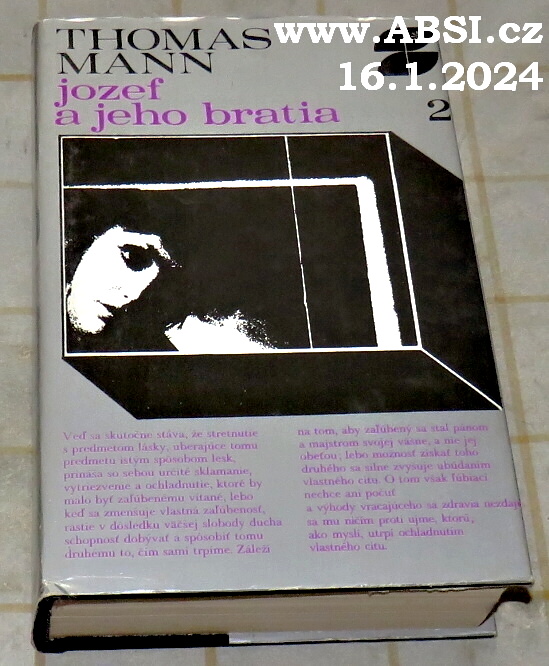 www.ABSI.cz
16.1.2024
THOMAS
MANN
jozef
a jeho bratia
2
Veď sa skutočne stáva, že stretnutie
s predmetom lásky, uberajúce tomu
predmetu istým spôsobom lesk,
prináša so sebou určité sklamanie,
vytriezvenie a ochladnutie, ktoré by
malo byť zaľúbenému vítané, lebo
keď sa zmenšuje vlastná zaľúbenosť,
rastie v dôsledku väčšej slobody ducha
schopnosť dobývať a spôsobiť tomu
druhému to, čím sami trpíme. Záleží
na tom, aby zaľúbený sa stal pánom
a majstrom svojej vášne, a nie jej
obeťou; lebo možnosť získať toho
druhého sa silne zvyšuje ubúdaním
vlastného citu. O tom však ľúbiaci
nechce ani počuť
a výhody vracajúceho sa zdravia nezdajú
sa mu ničím proti ujme, ktorú,
ako myslí, utrpí ochladnutím
vlastného citu.